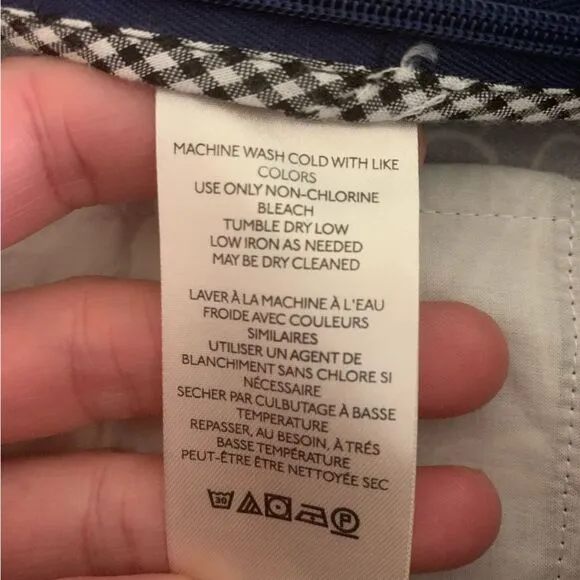 MACHINE WASH COLD WITH LIKE
COLORS
USE ONLY NON-CHLORINE
BLEACH
TUMBLE DRY LOW
LOW IRON AS NEEDED
MAY BE DRY CLEANED
LAVER À LA MACHINE À L'EAU
FROIDE AVEC COULEURS
SIMILAIRES
UTILISER UN AGENT DE
BLANCHIMENT SANS CHLORE SI
NÉCESSAIRE
SECHER PAR CULBUTAGE À BASSE
TEMPERATURE
REPASSER, AU BESOIN, À TRÉS
BASSE TEMPÉRATURE
PEUT-ÊTRE ÊTRE NETTOYÉE SEC
30 P